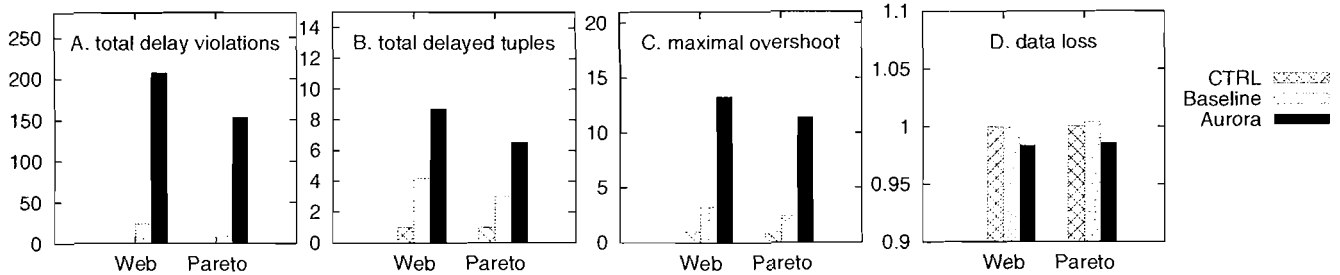 A. total delay violations
250
200
150
100
50
0
Web Pareto
B. total delayed tuples
14
12
10
8
6
4
2
0
Web Pareto
C. maximal overshoot
20
15
10
5
0
Web Pareto
D. data loss
1.1
1.05
1
0.95
0.9
Web Pareto
CTRL
Baseline
Aurora